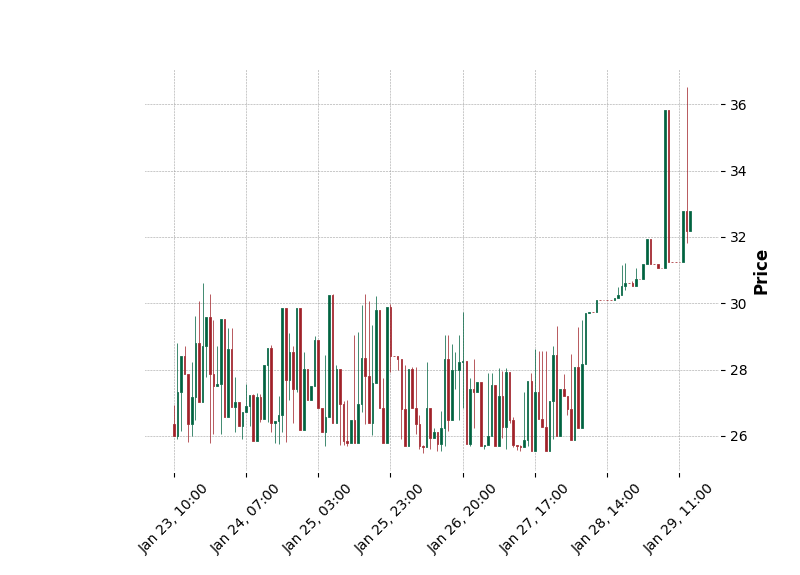 36
34
32
30
28
26
Price
Jan 23, 10:00
Jan 24, 07:00
Jan 25, 03:00
Jan 25, 23:00
Jan 26, 20:00
Jan 27, 17:00
Jan 28, 14:00
Jan 29, 11:00